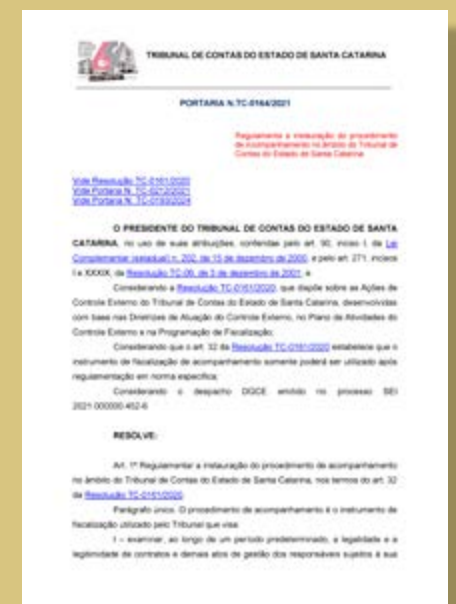 TRIBUNAL DE CONTAS DO ESTADO DE SANTA CATARINA
PORTARIA N.TC-0164/2021
Regulamenta a instauração do procedimento
de acompanhamento no âmbito do Tribunal de
Contas do Estado de Santa Catarina.
Vide Resolução TC-0161/2020
Vide Portaria N. TC-0212/2021
Vide Portaria N. TC-0193/2024
O PRESIDENTE DO TRIBUNAL DE CONTAS DO ESTADO DE SANTA
CATARINA, no uso de suas atribuições, conferidas pelo art. 90, inciso I, da Lei
Complementar (estadual) n. 202, de 15 de dezembro de 2000, e pelo art. 271, incisos
I e XXXIX, da Resolução TC-06, de 3 de dezembro de 2001, e
Considerando a Resolução TC-0161/2020, que dispõe sobre as Ações de
Controle Externo do Tribunal de Contas do Estado de Santa Catarina, desenvolvidas
com base nas Diretrizes de Atuação do Controle Externo, no Plano de Atividades do
Controle Externo e na Programação de Fiscalização;
Considerando que o art. 32 da Resolução TC-0161/2020 estabelece que o
instrumento de fiscalização de acompanhamento somente poderá ser utilizado após
regulamentação em norma específica;
Considerando o despacho DGCE emitido no processo SEI
RESOLVE:
Art. 1º Regulamentar a instauração do procedimento de acompanhamento
no âmbito do Tribunal de Contas do Estado de Santa Catarina, nos termos do art. 32
da Resolução TC-0161/2020.
Parágrafo único. O procedimento de acompanhamento é o instrumento de
fiscalização utilizado pelo Tribunal que visa:
I – examinar, ao longo de um período predeterminado, a legalidade e a
legitimidade de contratos e demais atos de gestão dos responsáveis sujeitos à sua